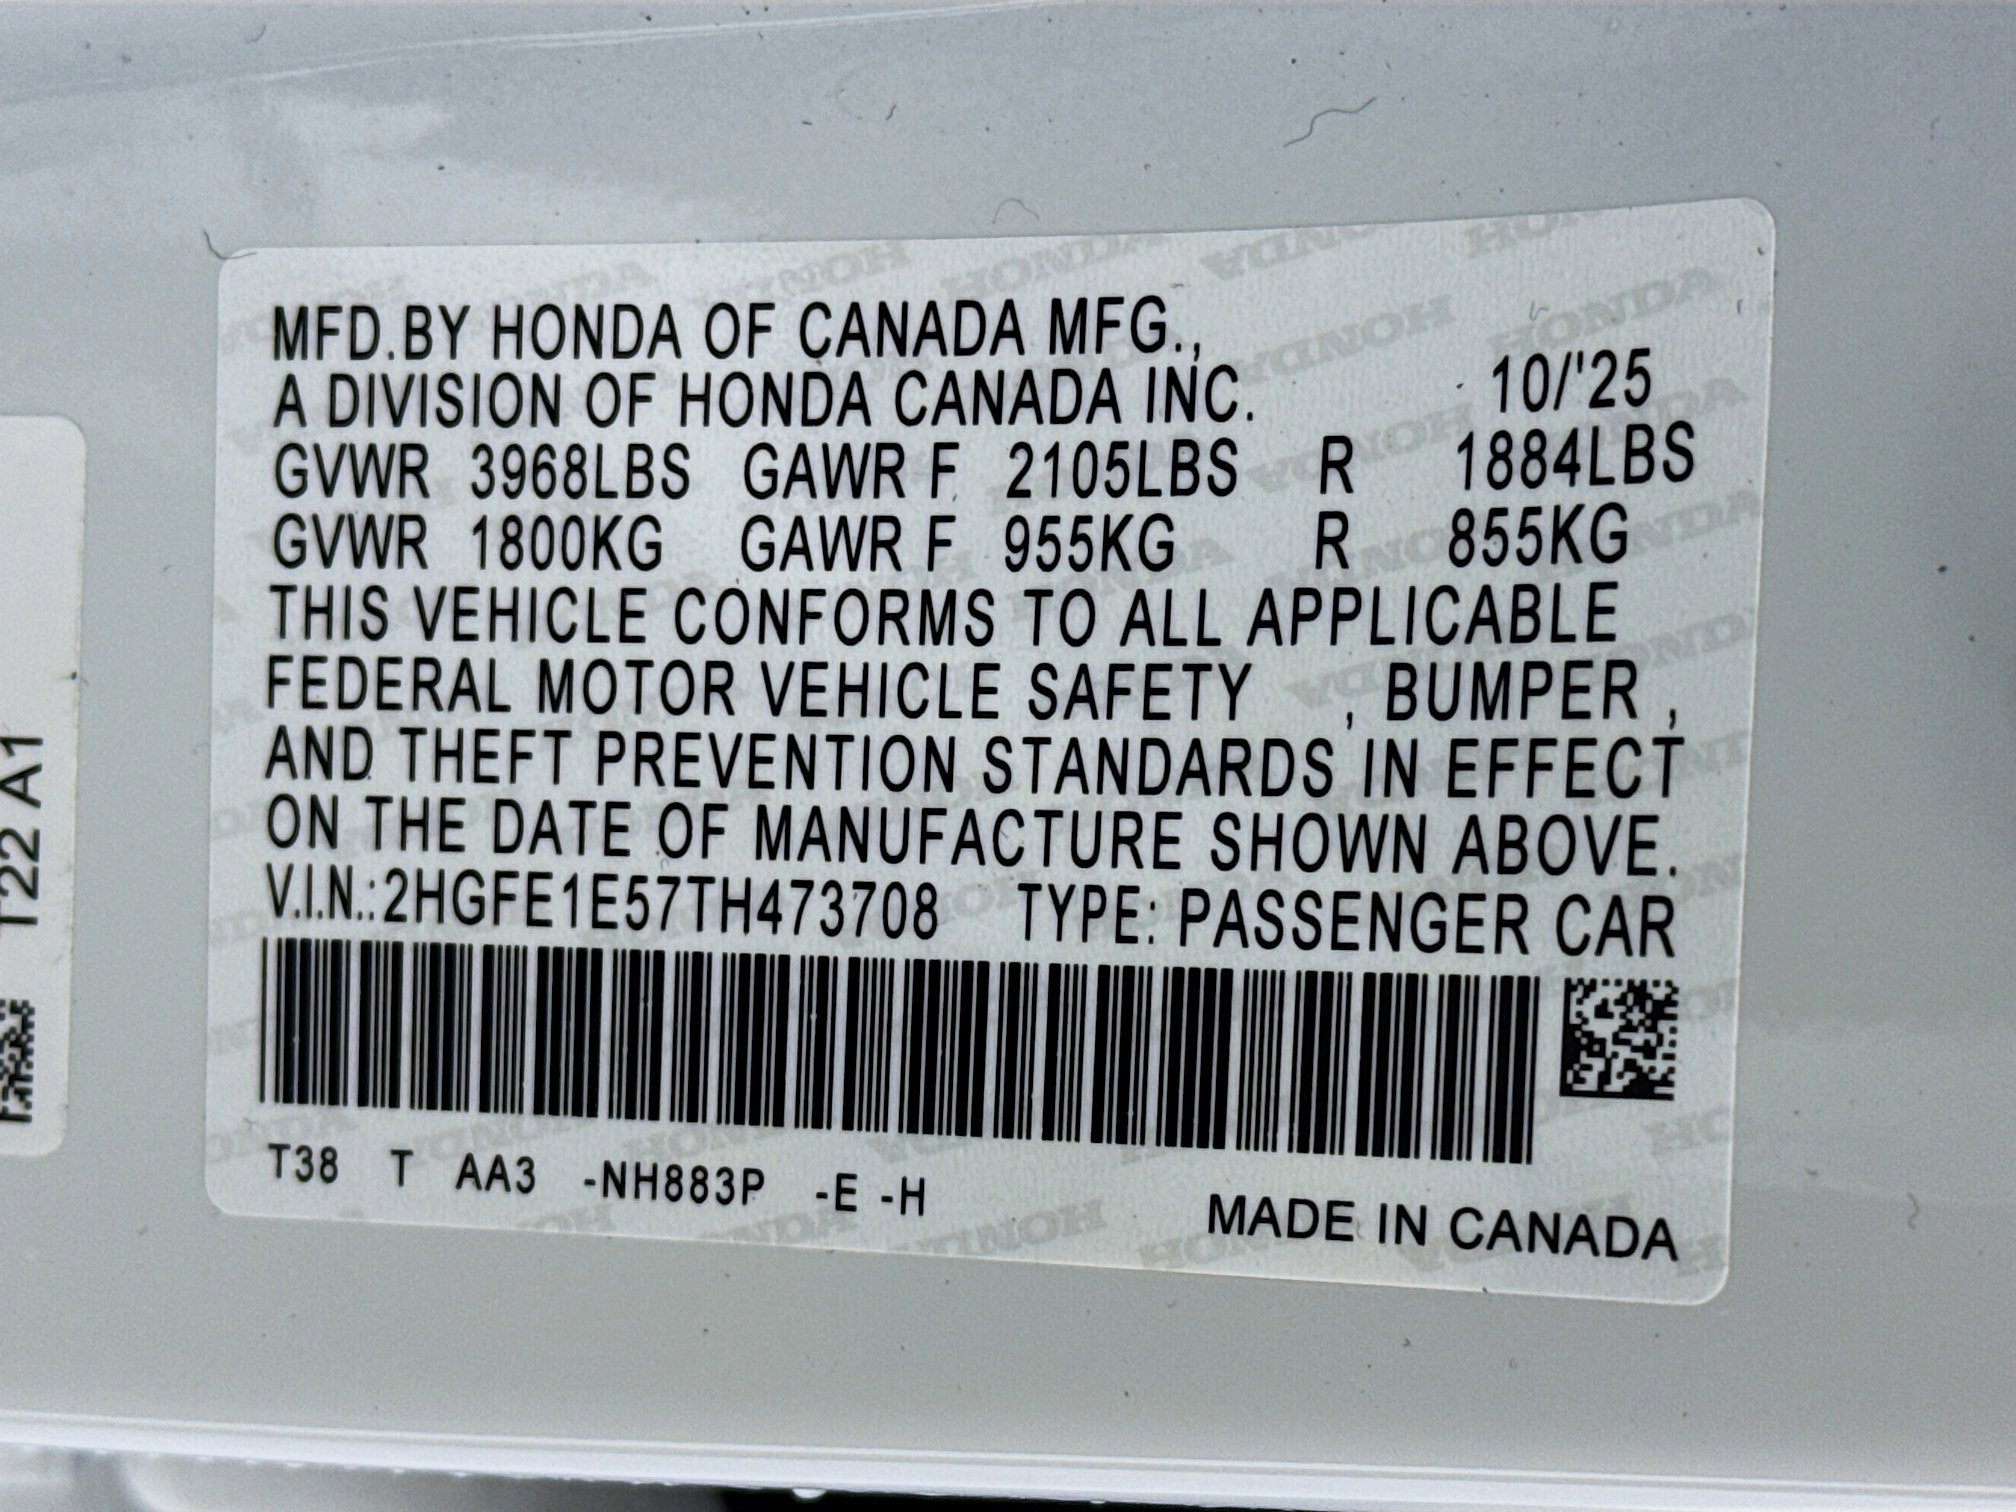 MFD.BY HONDA OF CANADA MFG.,
A DIVISION OF HONDA CANADA INC. 10/'25
GVWR 3968LBS GAWR F 2105LBS R 1884LBS
GVWR 1800KG GAWR F 955KG R 855KG
THIS VEHICLE CONFORMS TO ALL APPLICABLE
FEDERAL MOTOR VEHICLE SAFETY , BUMPER ,
AND THEFT PREVENTION STANDARDS IN EFFECT
ON THE DATE OF MANUFACTURE SHOWN ABOVE.
V.I.N.:2HGFE1E57TH473708 TYPE: PASSENGER CAR
T38 T AA3 -NH883P -E -H
MADE IN CANADA
T22 A1